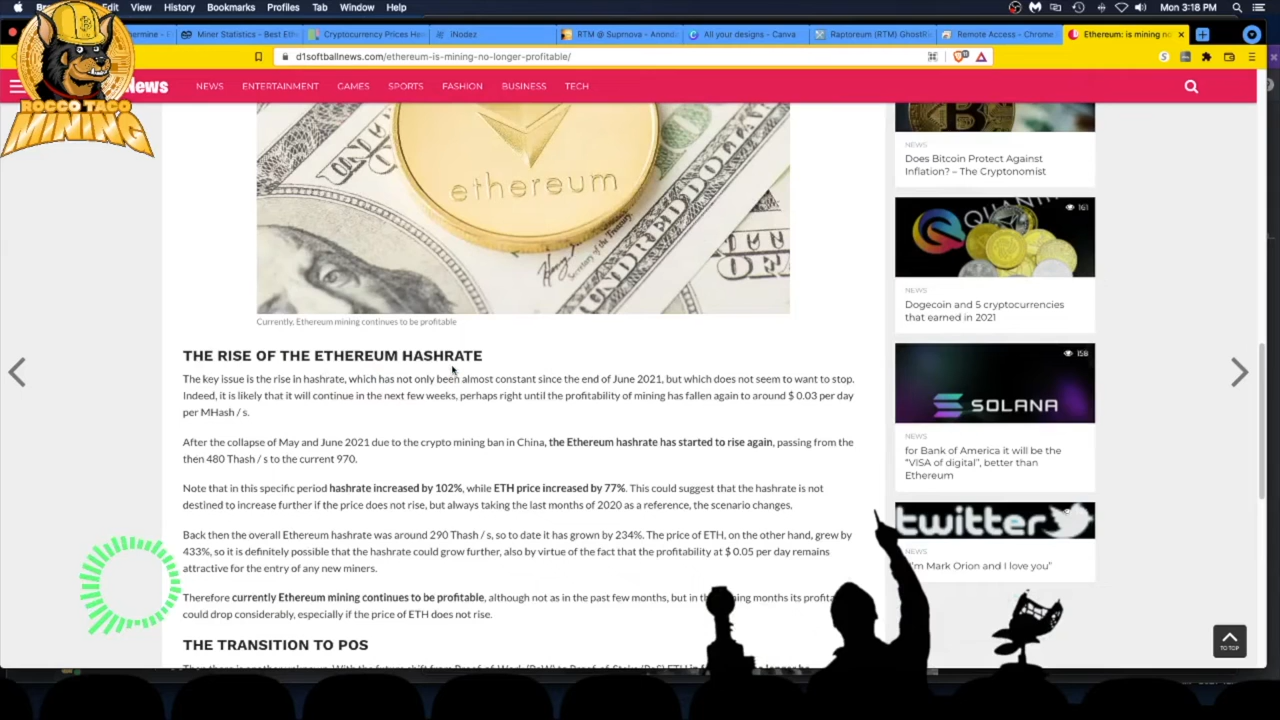 Edit View History Bookmarks Profiles Tab Window Help
Mon 3:18 PM
Miner Statistics - Best Eth
Cryptocurrency Prices He
iNodez
RTM @ Suprnova - Anon
All your designs - Canva
Raptoreum (RTM) GhostRi
Remote Access - Chrome
Ethereum: is mining no
d1softballnews.com/ethereum-is-mining-no-longer-profitable/
ROCCO TACO
MINING
News
NEWS ENTERTAINMENT GAMES SPORTS FASHION BUSINESS TECH
ethereum
Currently, Ethereum mining continues to be profitable
THE RISE OF THE ETHEREUM HASHRATE
The key issue is the rise in hashrate, which has not only been almost constant since the end of June 2021, but which does not seem to want to stop.
Indeed, it is likely that it will continue in the next few weeks, perhaps right until the profitability of mining has fallen again to around $ 0.03 per day
per MHash / s.
After the collapse of May and June 2021 due to the crypto mining ban in China, the Ethereum hashrate has started to rise again, passing from the
then 480 Thash / s to the current 970.
Note that in this specific period hashrate increased by 102%, while ETH price increased by 77%. This could suggest that the hashrate is not
destined to increase further if the price does not rise, but always taking the last months of 2020 as a reference, the scenario changes.
Back then the overall Ethereum hashrate was around 290 Thash / s, so to date it has grown by 234%. The price of ETH, on the other hand, grew by
433%, so it is definitely possible that the hashrate could grow further, also by virtue of the fact that the profitability at $ 0.05 per day remains
attractive for the entry of any new miners.
Therefore currently Ethereum mining continues to be profitable, although not as in the past few months, but in th
could drop considerably, especially if the price of ETH does not rise.
THE TRANSITION TO POS
NEWS
Does Bitcoin Protect Against
Inflation? – The Cryptonomist
161
NEWS
Dogecoin and 5 cryptocurrencies
that earned in 2021
158
SOLANA
NEWS
for Bank of America it will be the
"VISA of digital", better than
Ethereum
twitter
NEWS
"I'm Mark Orion and I love you"
TO TOP